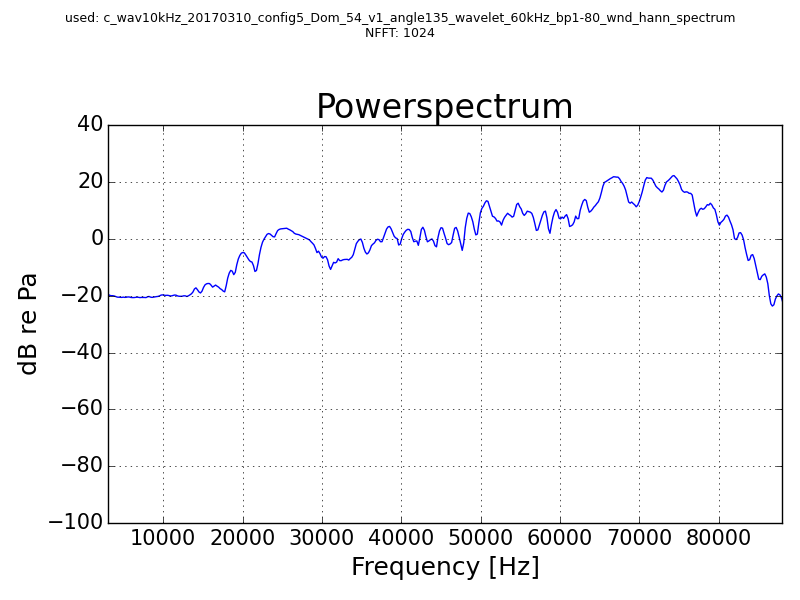 used: c_wav10kHz_20170310_config5_Dom_54_v1_angle135_wavelet_60kHz_bp1-80_wnd_hann_spectrum
NFFT: 1024
Powerspectrum
40
20
0
−20
−40
−60
−80
−100
dB re Pa
10000 20000 30000 40000 50000 60000 70000 80000
Frequency [Hz]